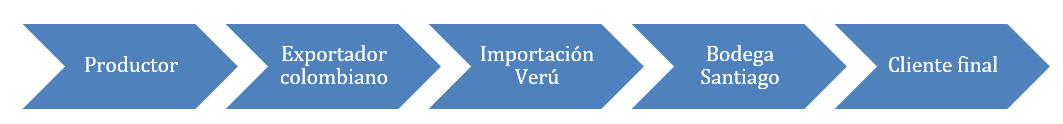 Productor
Exportador
colombiano
Importación
Verú
Bodega
Santiago
Cliente final